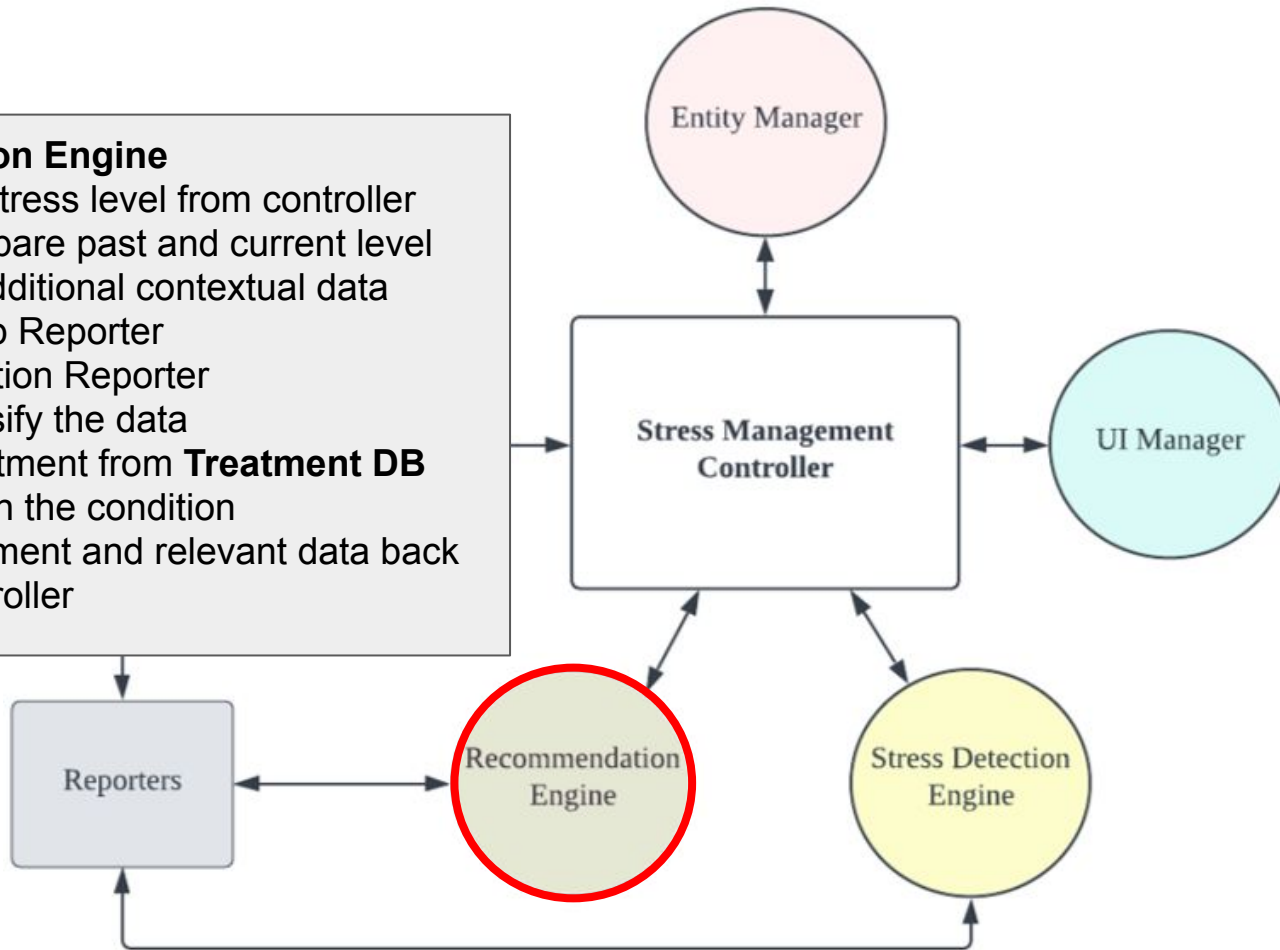 Entity Manager
on Engine
tress level from controller
pare past and current level
dditional contextual data
o Reporter
tion Reporter
sify the data
tment from Treatment DB
n the condition
ment and relevant data back
roller
Stress Management
Controller
UI Manager
Reporters
Recommendation
Engine
Stress Detection
Engine